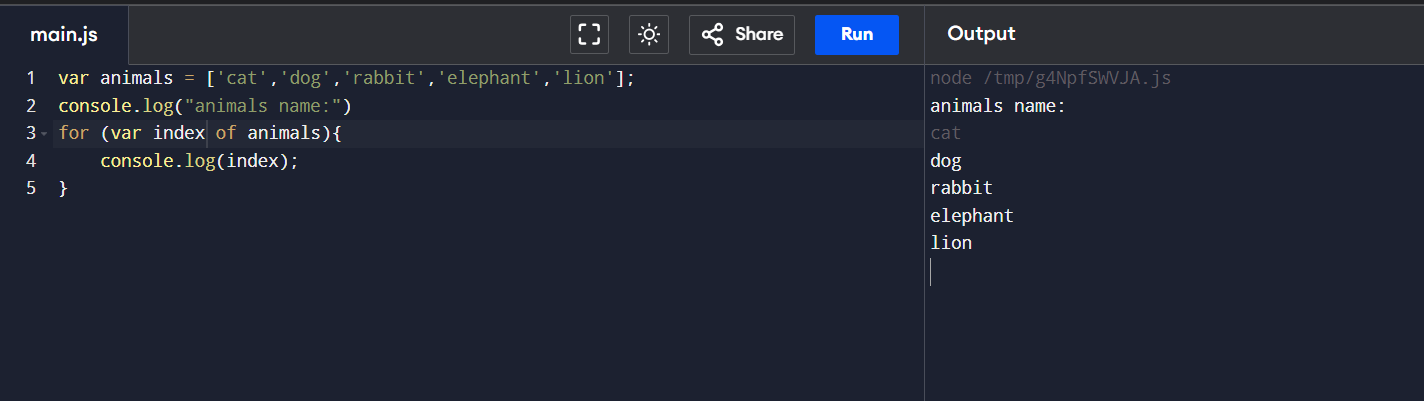 main.js Share Run Output
1 var animals = ['cat','dog','rabbit','elephant','lion'];
2 console.log("animals name:")
3 for (var index of animals){
4     console.log(index);
5 }
node /tmp/g4NpfSWVJA.js
animals name:
cat
dog
rabbit
elephant
lion